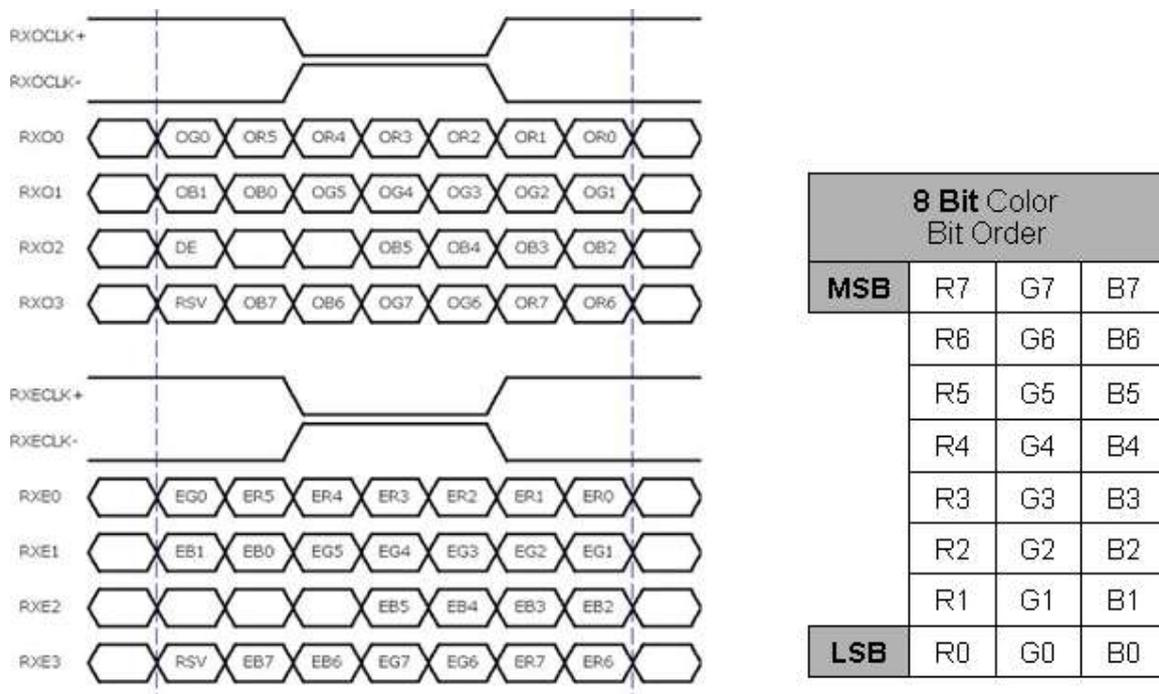 RXOCLK+
RXOCLK-
RXO0 OG0 OR5 OR4 OR3 OR2 OR1 OR0
RXO1 OB1 OB0 OG5 OG4 OG3 OG2 OG1
RXO2 DE OB5 OB4 OB3 OB2
RXO3 RSV OB7 OB6 OG7 OG6 OR7 OR6
RXECLK+
RXECLK-
RXE0 EG0 ER5 ER4 ER3 ER2 ER1 ER0
RXE1 EB1 EB0 EG5 EG4 EG3 EG2 EG1
RXE2 EB5 EB4 EB3 EB2
RXE3 RSV EB7 EB6 EG7 EG6 ER7 ER6
8 Bit Color
Bit Order
MSB R7 G7 B7
R6 G6 B6
R5 G5 B5
R4 G4 B4
R3 G3 B3
R2 G2 B2
R1 G1 B1
LSB R0 G0 B0